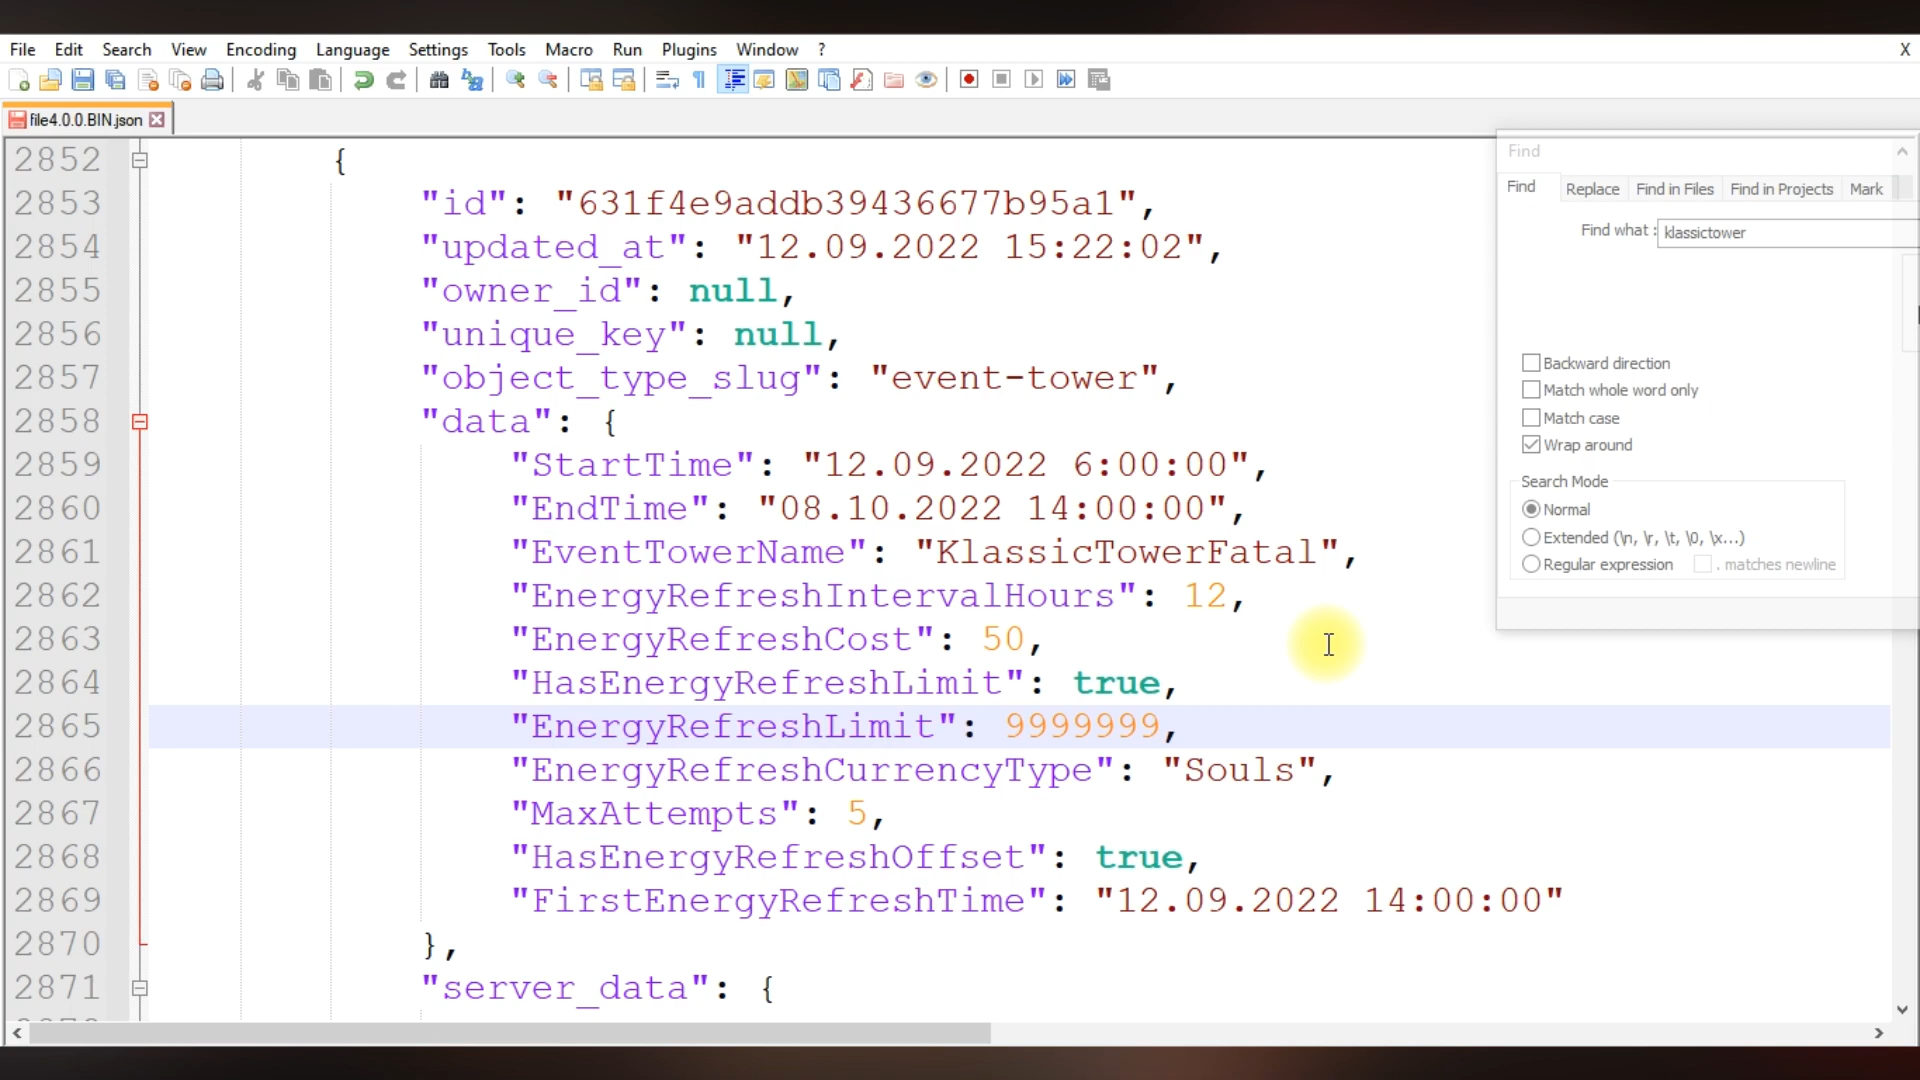 File Edit Search View Encoding Language Settings Tools Macro Run Plugins Window ? X
file4.0.0.BIN.json
2852 {
2853 "id": "631f4e9addb39436677b95a1",
2854 "updated_at": "12.09.2022 15:22:02",
2855 "owner_id": null,
2856 "unique_key": null,
2857 "object_type_slug": "event-tower",
2858 "data": {
2859 "StartTime": "12.09.2022 6:00:00",
2860 "EndTime": "08.10.2022 14:00:00",
2861 "EventTowerName": "KlassicTowerFatal",
2862 "EnergyRefreshIntervalHours": 12,
2863 "EnergyRefreshCost": 50,
2864 "HasEnergyRefreshLimit": true,
2865 "EnergyRefreshLimit": 9999999,
2866 "EnergyRefreshCurrencyType": "Souls",
2867 "MaxAttempts": 5,
2868 "HasEnergyRefreshOffset": true,
2869 "FirstEnergyRefreshTime": "12.09.2022 14:00:00"
2870 },
2871 "server_data": {
Find
Find Replace Find in Files Find in Projects Mark
Find what : klassictower
Backward direction
Match whole word only
Match case
Wrap around
Search Mode
Normal
Extended (\n, \r, \t, \0, \x...)
Regular expression . matches newline